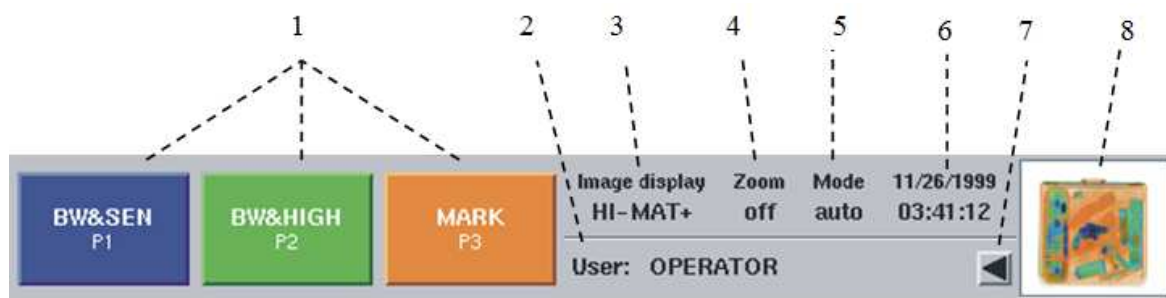 1 2 3 4 5 6 7 8
BW&SEN
P1
BW&HIGH
P2
MARK
P3
Image display Zoom Mode 11/26/1999
HI-MAT+ off auto 03:41:12
User: OPERATOR